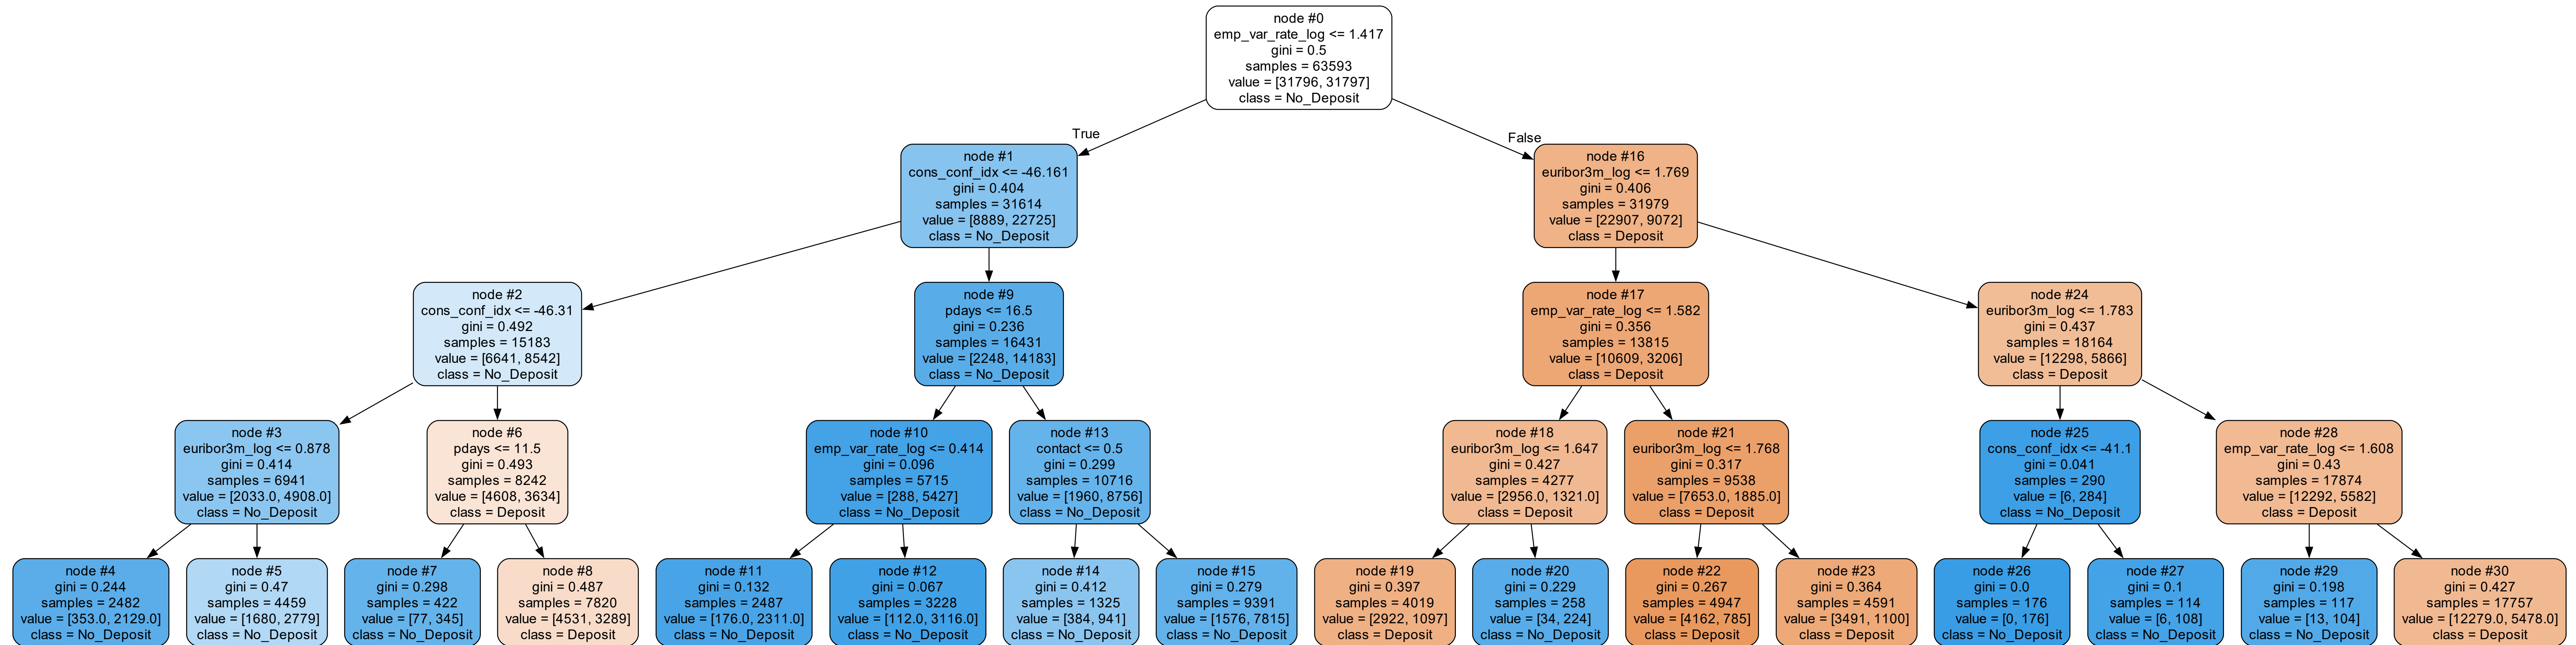 node #0
emp_var_rate_log <= 1.417
gini = 0.5
samples = 63593
value = [31796, 31797]
class = No_Deposit
True
False
node #1
cons_conf_idx <= -46.161
gini = 0.404
samples = 31614
value = [8889, 22725]
class = No_Deposit
node #16
euribor3m_log <= 1.769
gini = 0.406
samples = 31979
value = [22907, 9072]
class = Deposit
node #2
cons_conf_idx <= -46.31
gini = 0.492
samples = 15183
value = [6641, 8542]
class = No_Deposit
node #9
pdays <= 16.5
gini = 0.236
samples = 16431
value = [2248, 14183]
class = No_Deposit
node #17
emp_var_rate_log <= 1.582
gini = 0.356
samples = 13815
value = [10609, 3206]
class = Deposit
node #24
euribor3m_log <= 1.783
gini = 0.437
samples = 18164
value = [12298, 5866]
class = Deposit
node #3
euribor3m_log <= 0.878
gini = 0.414
samples = 6941
value = [2033.0, 4908.0]
class = No_Deposit
node #6
pdays <= 11.5
gini = 0.493
samples = 8242
value = [4608, 3634]
class = Deposit
node #10
emp_var_rate_log <= 0.414
gini = 0.096
samples = 5715
value = [288, 5427]
class = No_Deposit
node #13
contact <= 0.5
gini = 0.299
samples = 10716
value = [1960, 8756]
class = No_Deposit
node #18
euribor3m_log <= 1.647
gini = 0.427
samples = 4277
value = [2956.0, 1321.0]
class = Deposit
node #21
euribor3m_log <= 1.768
gini = 0.317
samples = 9538
value = [7653.0, 1885.0]
class = Deposit
node #25
cons_conf_idx <= -41.1
gini = 0.041
samples = 290
value = [6, 284]
class = No_Deposit
node #28
emp_var_rate_log <= 1.608
gini = 0.43
samples = 17874
value = [12292, 5582]
class = Deposit
node #4
gini = 0.244
samples = 2482
value = [353.0, 2129.0]
class = No_Deposit
node #5
gini = 0.47
samples = 4459
value = [1680, 2779]
class = No_Deposit
node #7
gini = 0.298
samples = 422
value = [77, 345]
class = No_Deposit
node #8
gini = 0.487
samples = 7820
value = [4531, 3289]
class = Deposit
node #11
gini = 0.132
samples = 2487
value = [176.0, 2311.0]
class = No_Deposit
node #12
gini = 0.067
samples = 3228
value = [112.0, 3116.0]
class = No_Deposit
node #14
gini = 0.412
samples = 1325
value = [384, 941]
class = No_Deposit
node #15
gini = 0.279
samples = 9391
value = [1576, 7815]
class = No_Deposit
node #19
gini = 0.397
samples = 4019
value = [2922, 1097]
class = Deposit
node #20
gini = 0.229
samples = 258
value = [34, 224]
class = No_Deposit
node #22
gini = 0.267
samples = 4947
value = [4162, 785]
class = Deposit
node #23
gini = 0.364
samples = 4591
value = [3491, 1100]
class = Deposit
node #26
gini = 0.0
samples = 176
value = [0, 176]
class = No_Deposit
node #27
gini = 0.1
samples = 114
value = [6, 108]
class = No_Deposit
node #29
gini = 0.198
samples = 117
value = [13, 104]
class = No_Deposit
node #30
gini = 0.427
samples = 17757
value = [12279.0, 5478.0]
class = Deposit